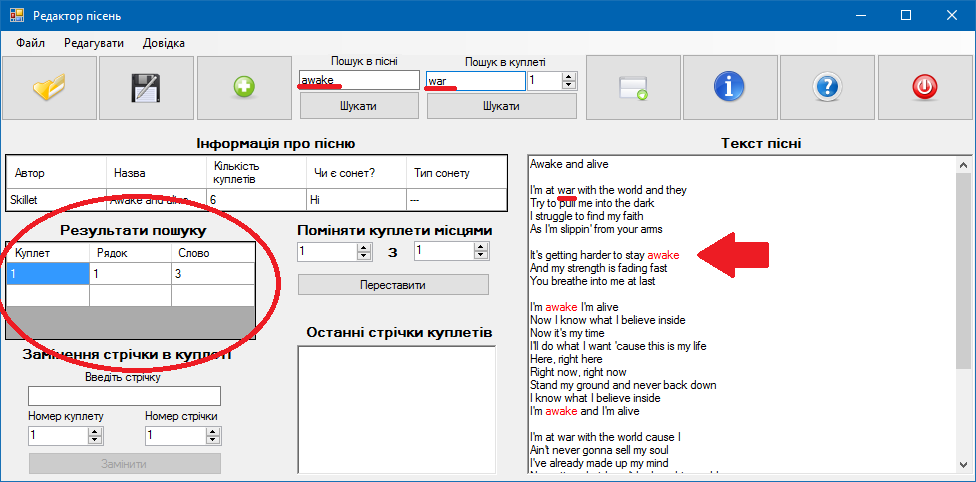 Редактор пісень
Файл Редагувати Довідка
Пошук в пісні
awake
Шукати
Пошук в куплеті
war 1
Шукати
Інформація про пісню
Автор Назва Кількість куплетів Чи є сонет? Тип сонету
Skillet Awake and alive 6 Ні ---
Результати пошуку
Куплет Рядок Слово
1 1 3
Поміняти куплети місцями
1 З 1
Переставити
Замінення стрічки в куплеті
Введіть стрічку
Номер куплету Номер стрічки
1 1
Замінити
Останні стрічки куплетів
Текст пісні
Awake and alive
I'm at war with the world and they
Try to pull me into the dark
I struggle to find my faith
As I'm slippin' from your arms
It's getting harder to stay awake
And my strength is fading fast
You breathe into me at last
I'm awake I'm alive
Now I know what I believe inside
Now it's my time
I'll do what I want 'cause this is my life
Here, right here
Right now, right now
Stand my ground and never back down
I know what I believe inside
I'm awake and I'm alive
I'm at war with the world cause I
Ain't never gonna sell my soul
I've already made up my mind